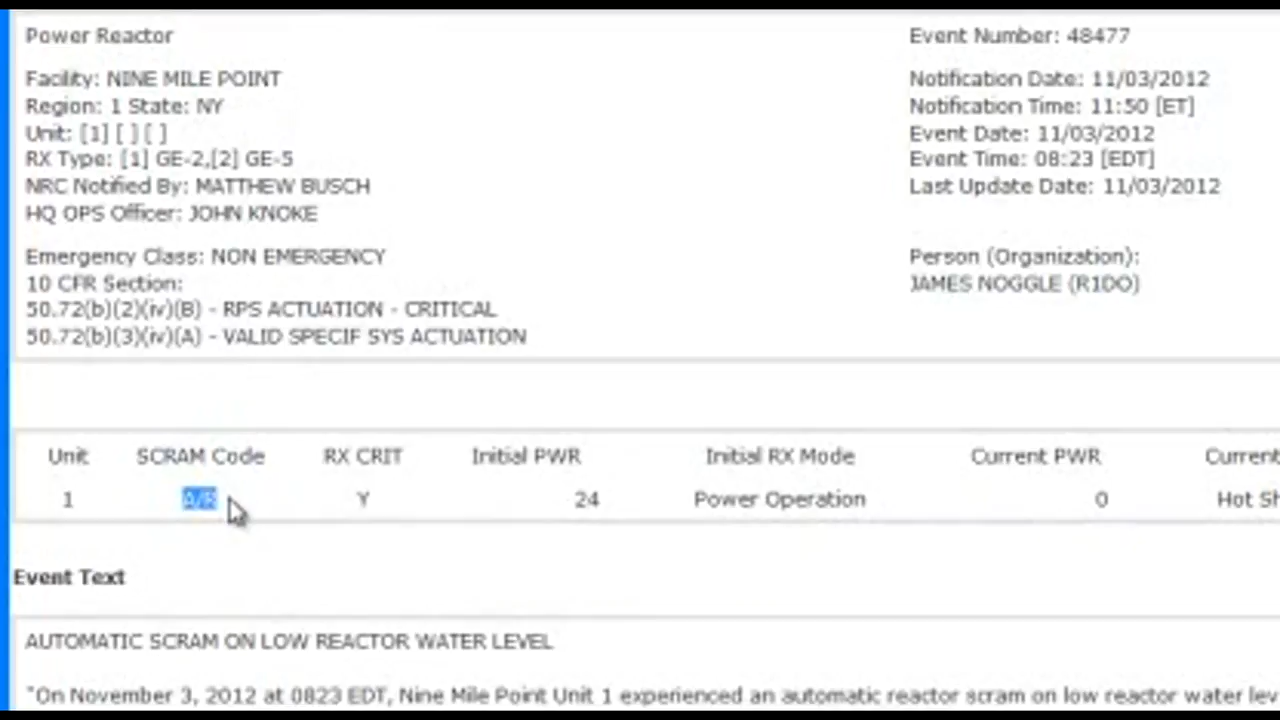 Power Reactor
Event Number: 48477
Facility: NINE MILE POINT
Region: 1 State: NY
Unit: [1] [ ] [ ]
RX Type: [1] GE-2,[2] GE-5
NRC Notified By: MATTHEW BUSCH
HQ OPS Officer: JOHN KNOKE
Notification Date: 11/03/2012
Notification Time: 11:50 [ET]
Event Date: 11/03/2012
Event Time: 08:23 [EDT]
Last Update Date: 11/03/2012
Emergency Class: NON EMERGENCY
10 CFR Section:
50.72(b)(2)(iv)(B) - RPS ACTUATION - CRITICAL
50.72(b)(3)(iv)(A) - VALID SPECIF SYS ACTUATION
Person (Organization):
JAMES NOGGLE (R1DO)
Unit SCRAM Code RX CRIT Initial PWR Initial RX Mode Current PWR Current
1 A/R Y 24 Power Operation 0 Hot Sh
Event Text
AUTOMATIC SCRAM ON LOW REACTOR WATER LEVEL
"On November 3, 2012 at 0823 EDT, Nine Mile Point Unit 1 experienced an automatic reactor scram on low reactor water lev